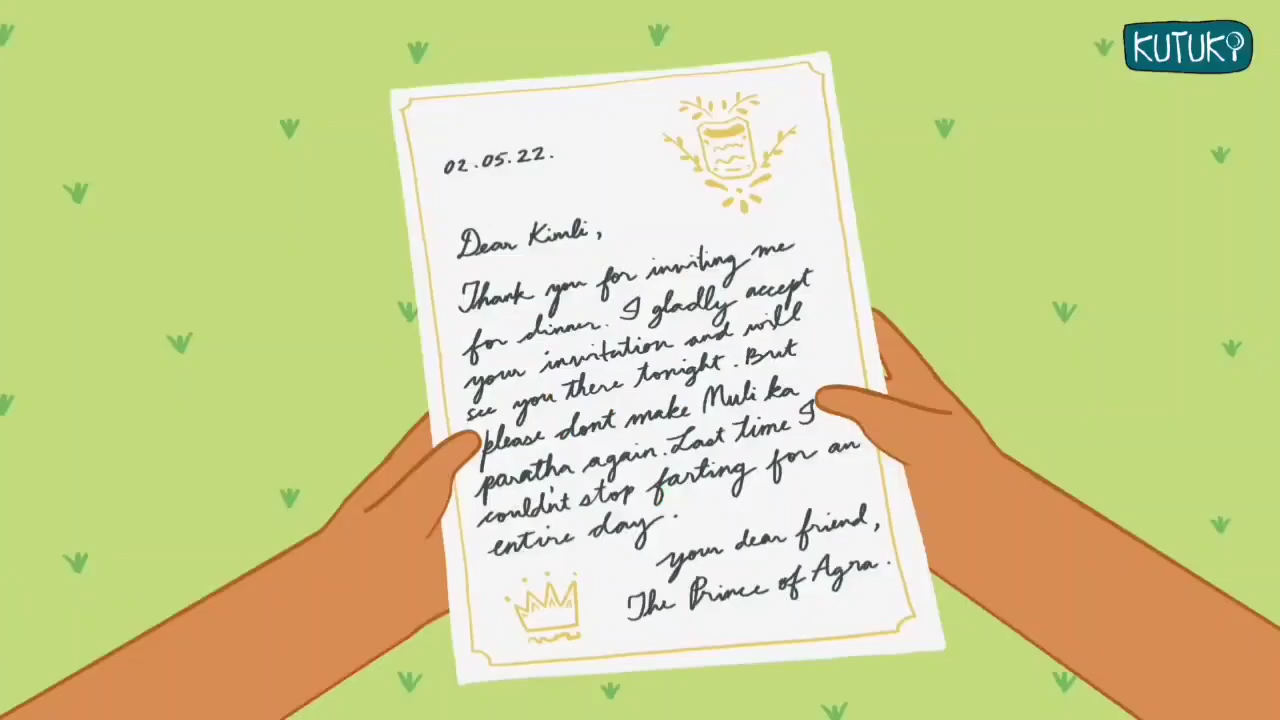 KUTUKI
02.05.22.
Dear Kimli,
Thank you for inviting me
for dinner. I gladly accept
your invitation and will
see you there tonight. But
please dont make Muli ka
paratha again. Last time I
couldn't stop farting for an
entire day.
your dear friend,
The Prince of Agra.